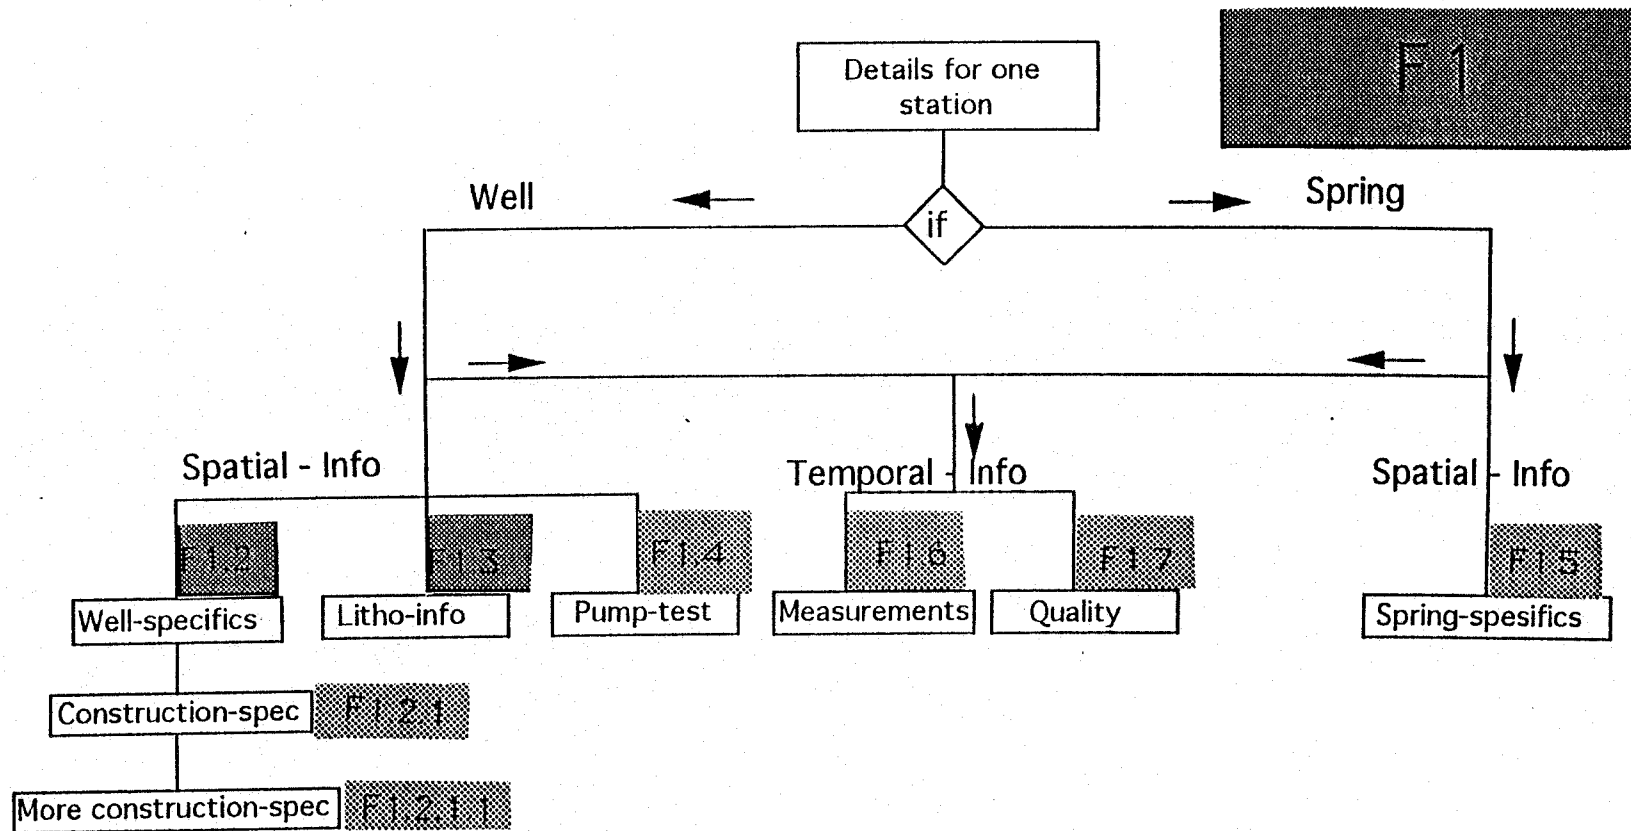 Details for one
station
F 1
Well
Spring
if
Spatial - Info
Temporal - Info
Spatial - Info
F1.2
F1.3
F1.4
F1.6
F1.7
F1.5
Well-specifics
Litho-info
Pump-test
Measurements
Quality
Spring-spesifics
Construction-spec
F1.2.1
More construction-spec
F1.2.1.1